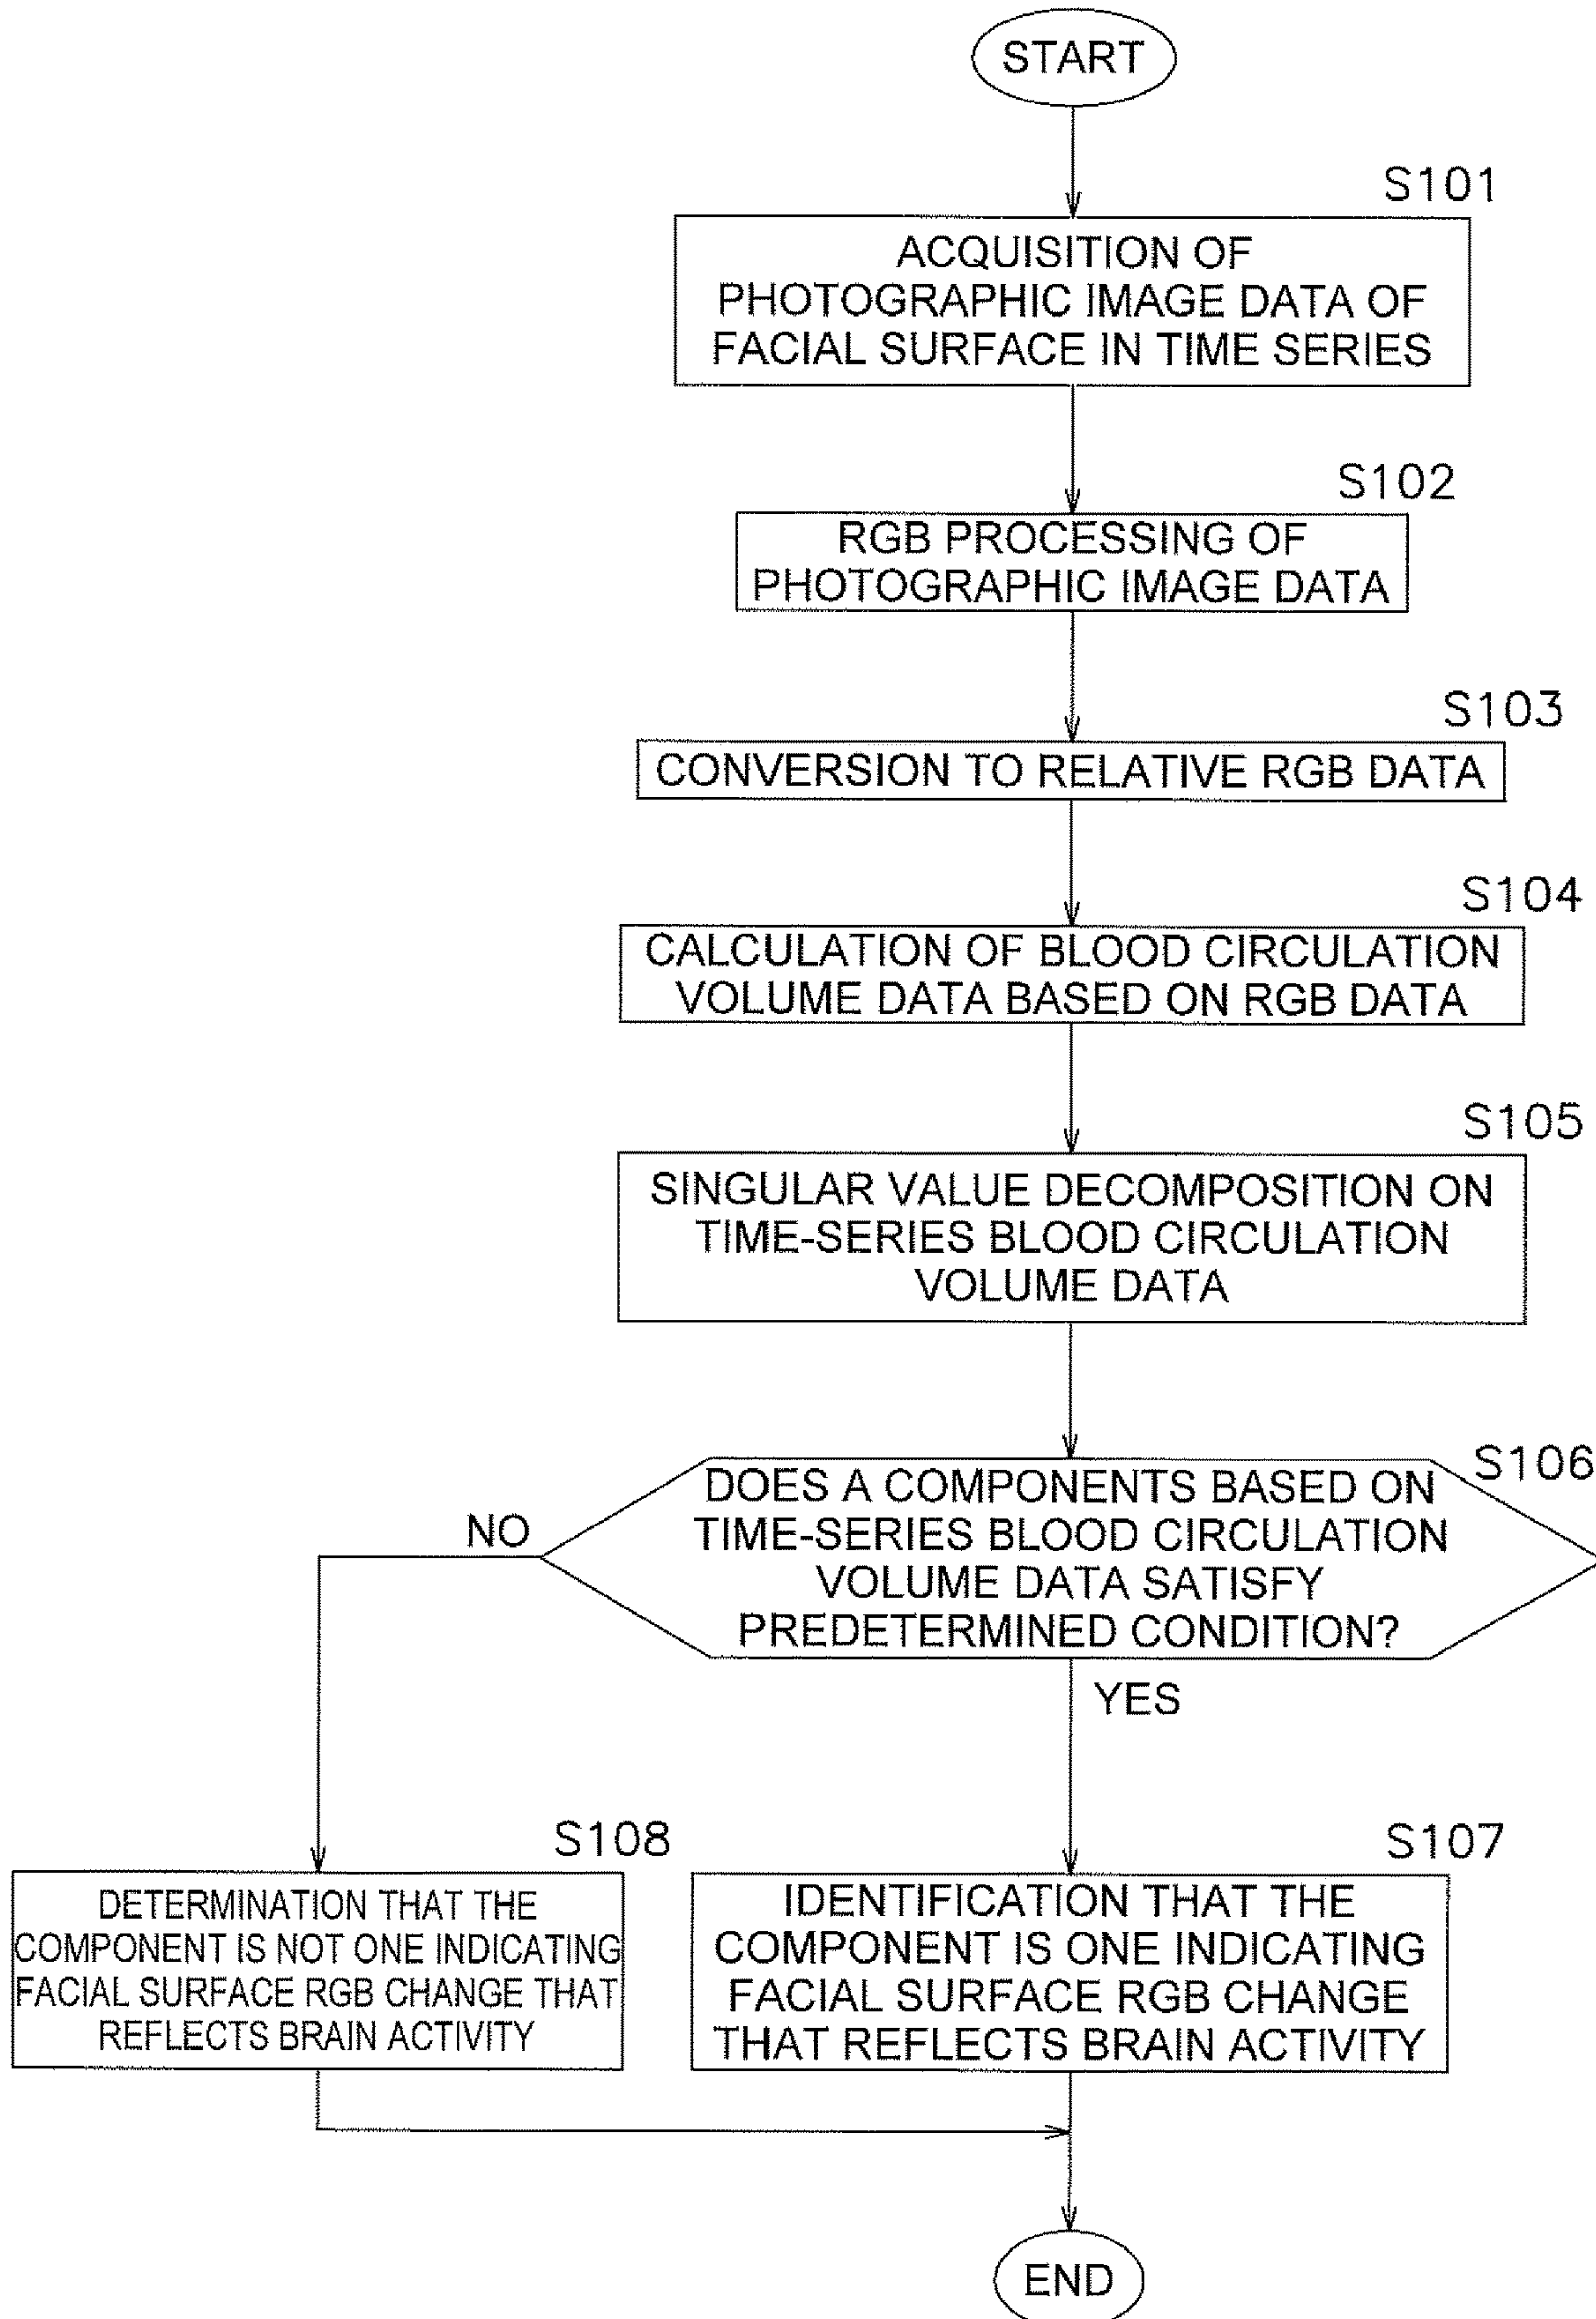 START
S101
ACQUISITION OF
PHOTOGRAPHIC IMAGE DATA OF
FACIAL SURFACE IN TIME SERIES
S102
RGB PROCESSING OF
PHOTOGRAPHIC IMAGE DATA
S103
CONVERSION TO RELATIVE RGB DATA
S104
CALCULATION OF BLOOD CIRCULATION
VOLUME DATA BASED ON RGB DATA
S105
SINGULAR VALUE DECOMPOSITION ON
TIME-SERIES BLOOD CIRCULATION
VOLUME DATA
S106
DOES A COMPONENTS BASED ON
TIME-SERIES BLOOD CIRCULATION
VOLUME DATA SATISFY
PREDETERMINED CONDITION?
NO
YES
S108
DETERMINATION THAT THE
COMPONENT IS NOT ONE INDICATING
FACIAL SURFACE RGB CHANGE THAT
REFLECTS BRAIN ACTIVITY
S107
IDENTIFICATION THAT THE
COMPONENT IS ONE INDICATING
FACIAL SURFACE RGB CHANGE
THAT REFLECTS BRAIN ACTIVITY
END